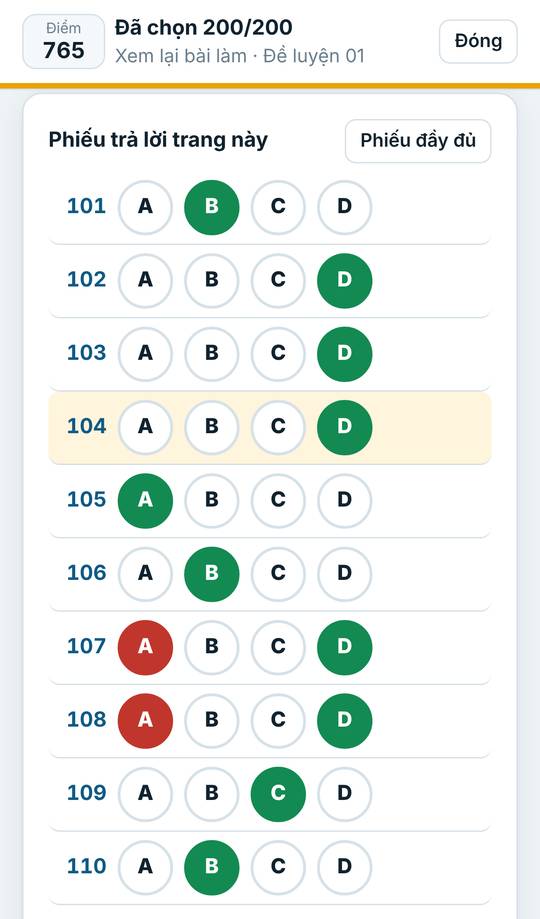 Điểm
765
Đã chọn 200/200
Xem lại bài làm · Đề luyện 01
Đóng
Phiếu trả lời trang này
Phiếu đầy đủ
101 A B C D
102 A B C D
103 A B C D
104 A B C D
105 A B C D
106 A B C D
107 A B C D
108 A B C D
109 A B C D
110 A B C D